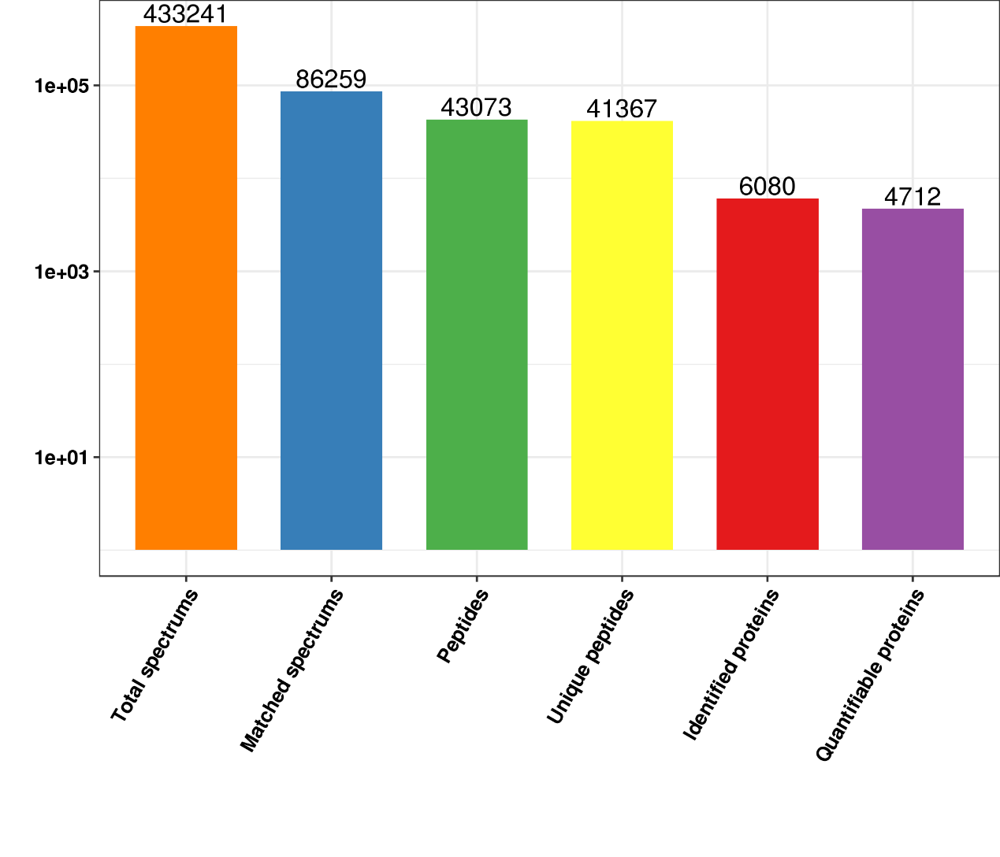 433241
86259
43073
41367
6080
4712
1e+05
1e+03
1e+01
Total spectrums
Matched spectrums
Peptides
Unique peptides
Identified proteins
Quantifiable proteins